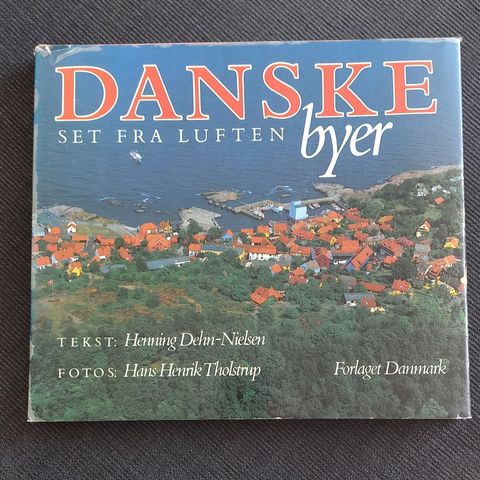 DANSKE
SET FRA LUFTEN byer
TEKST: Henning Dehn-Nielsen
FOTOS: Hans Henrik Tholstrup Forlaget Danmark